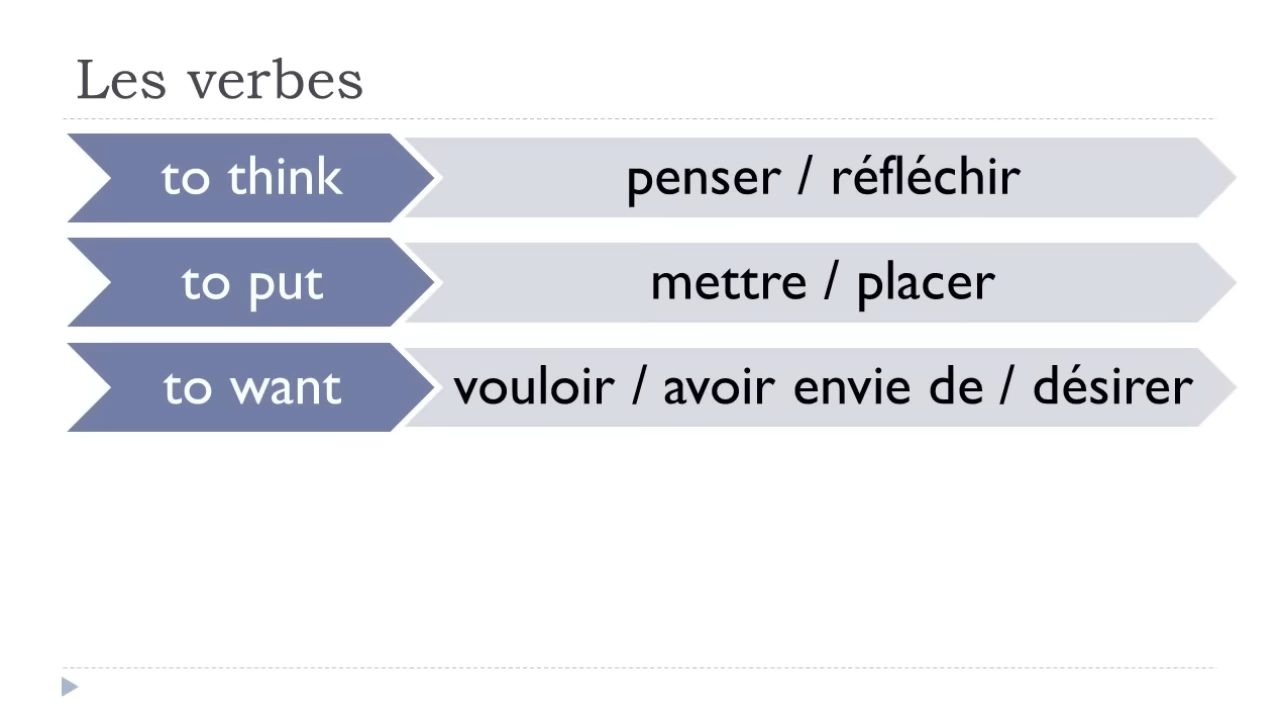 Les verbes
to think penser / réfléchir
to put mettre / placer
to want vouloir / avoir envie de / désirer